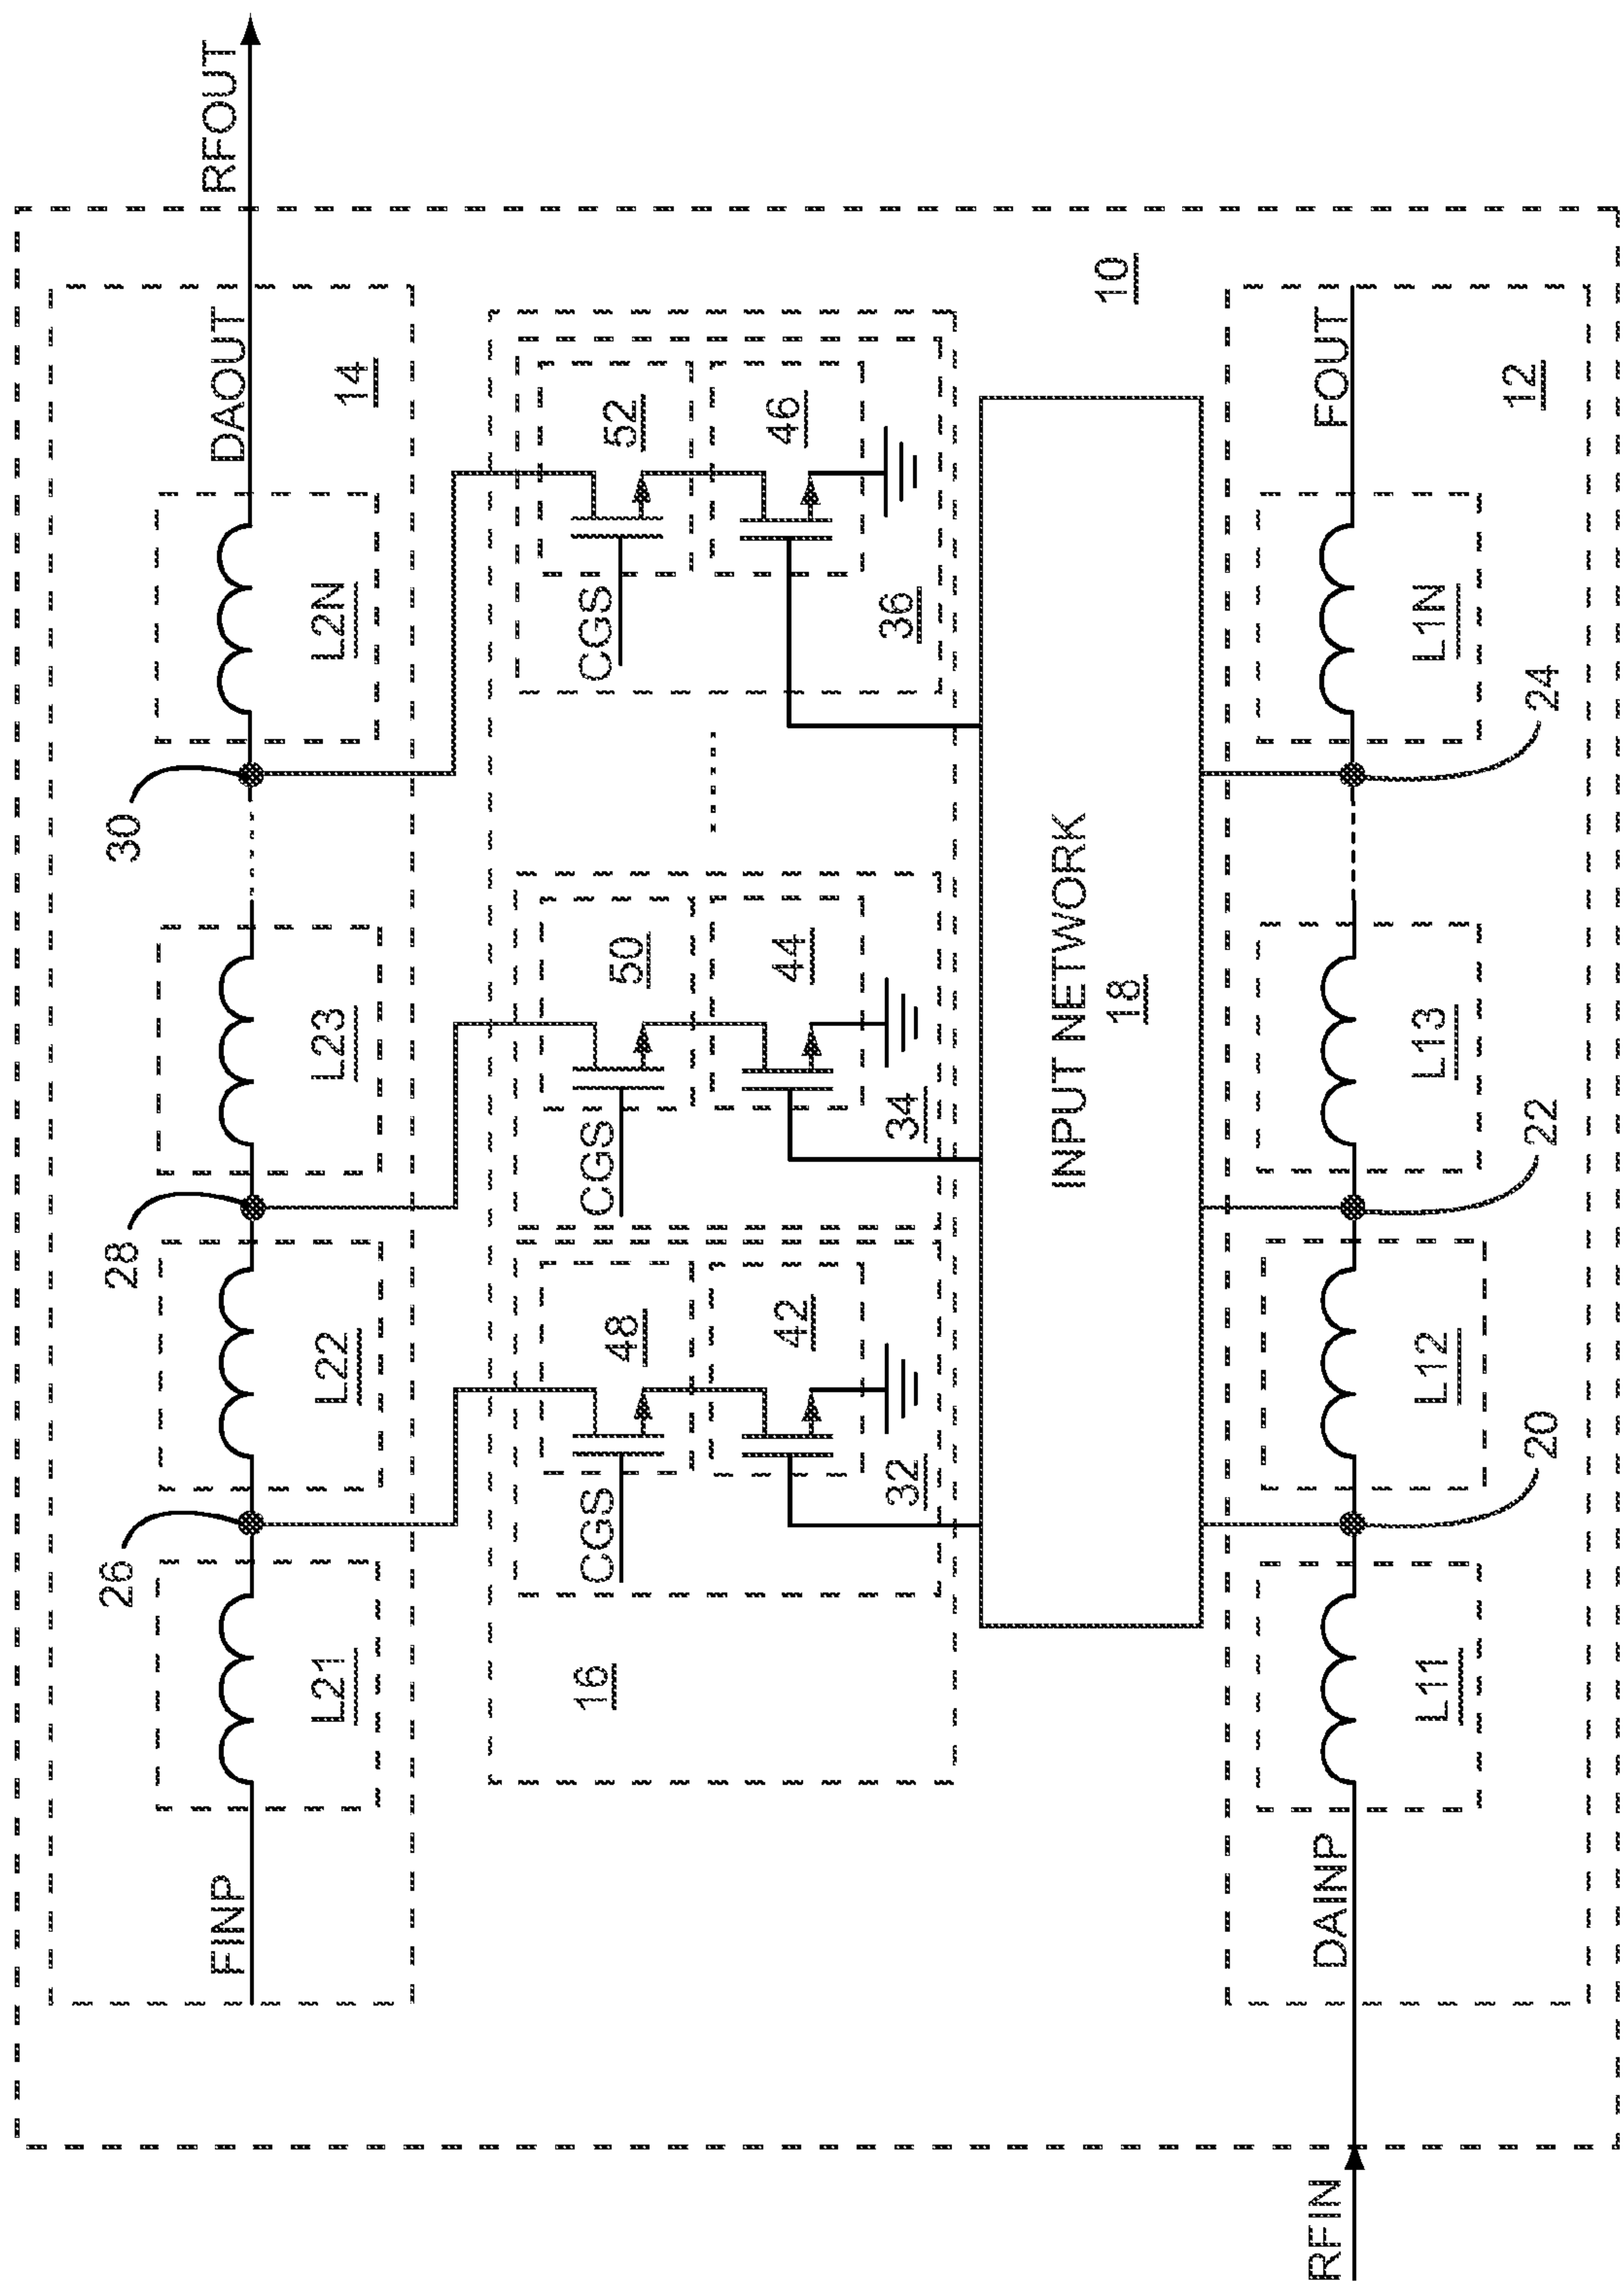 RFOUT
30
28
26
FINP
L21
L22
L23
L2N
DAOUT
14
16
CGS
48
42
32
CGS
50
44
34
CGS
52
46
36
INPUT NETWORK
18
10
RFIN
DAINP
L11
L12
L13
L1N
FOUT
12
20
22
24